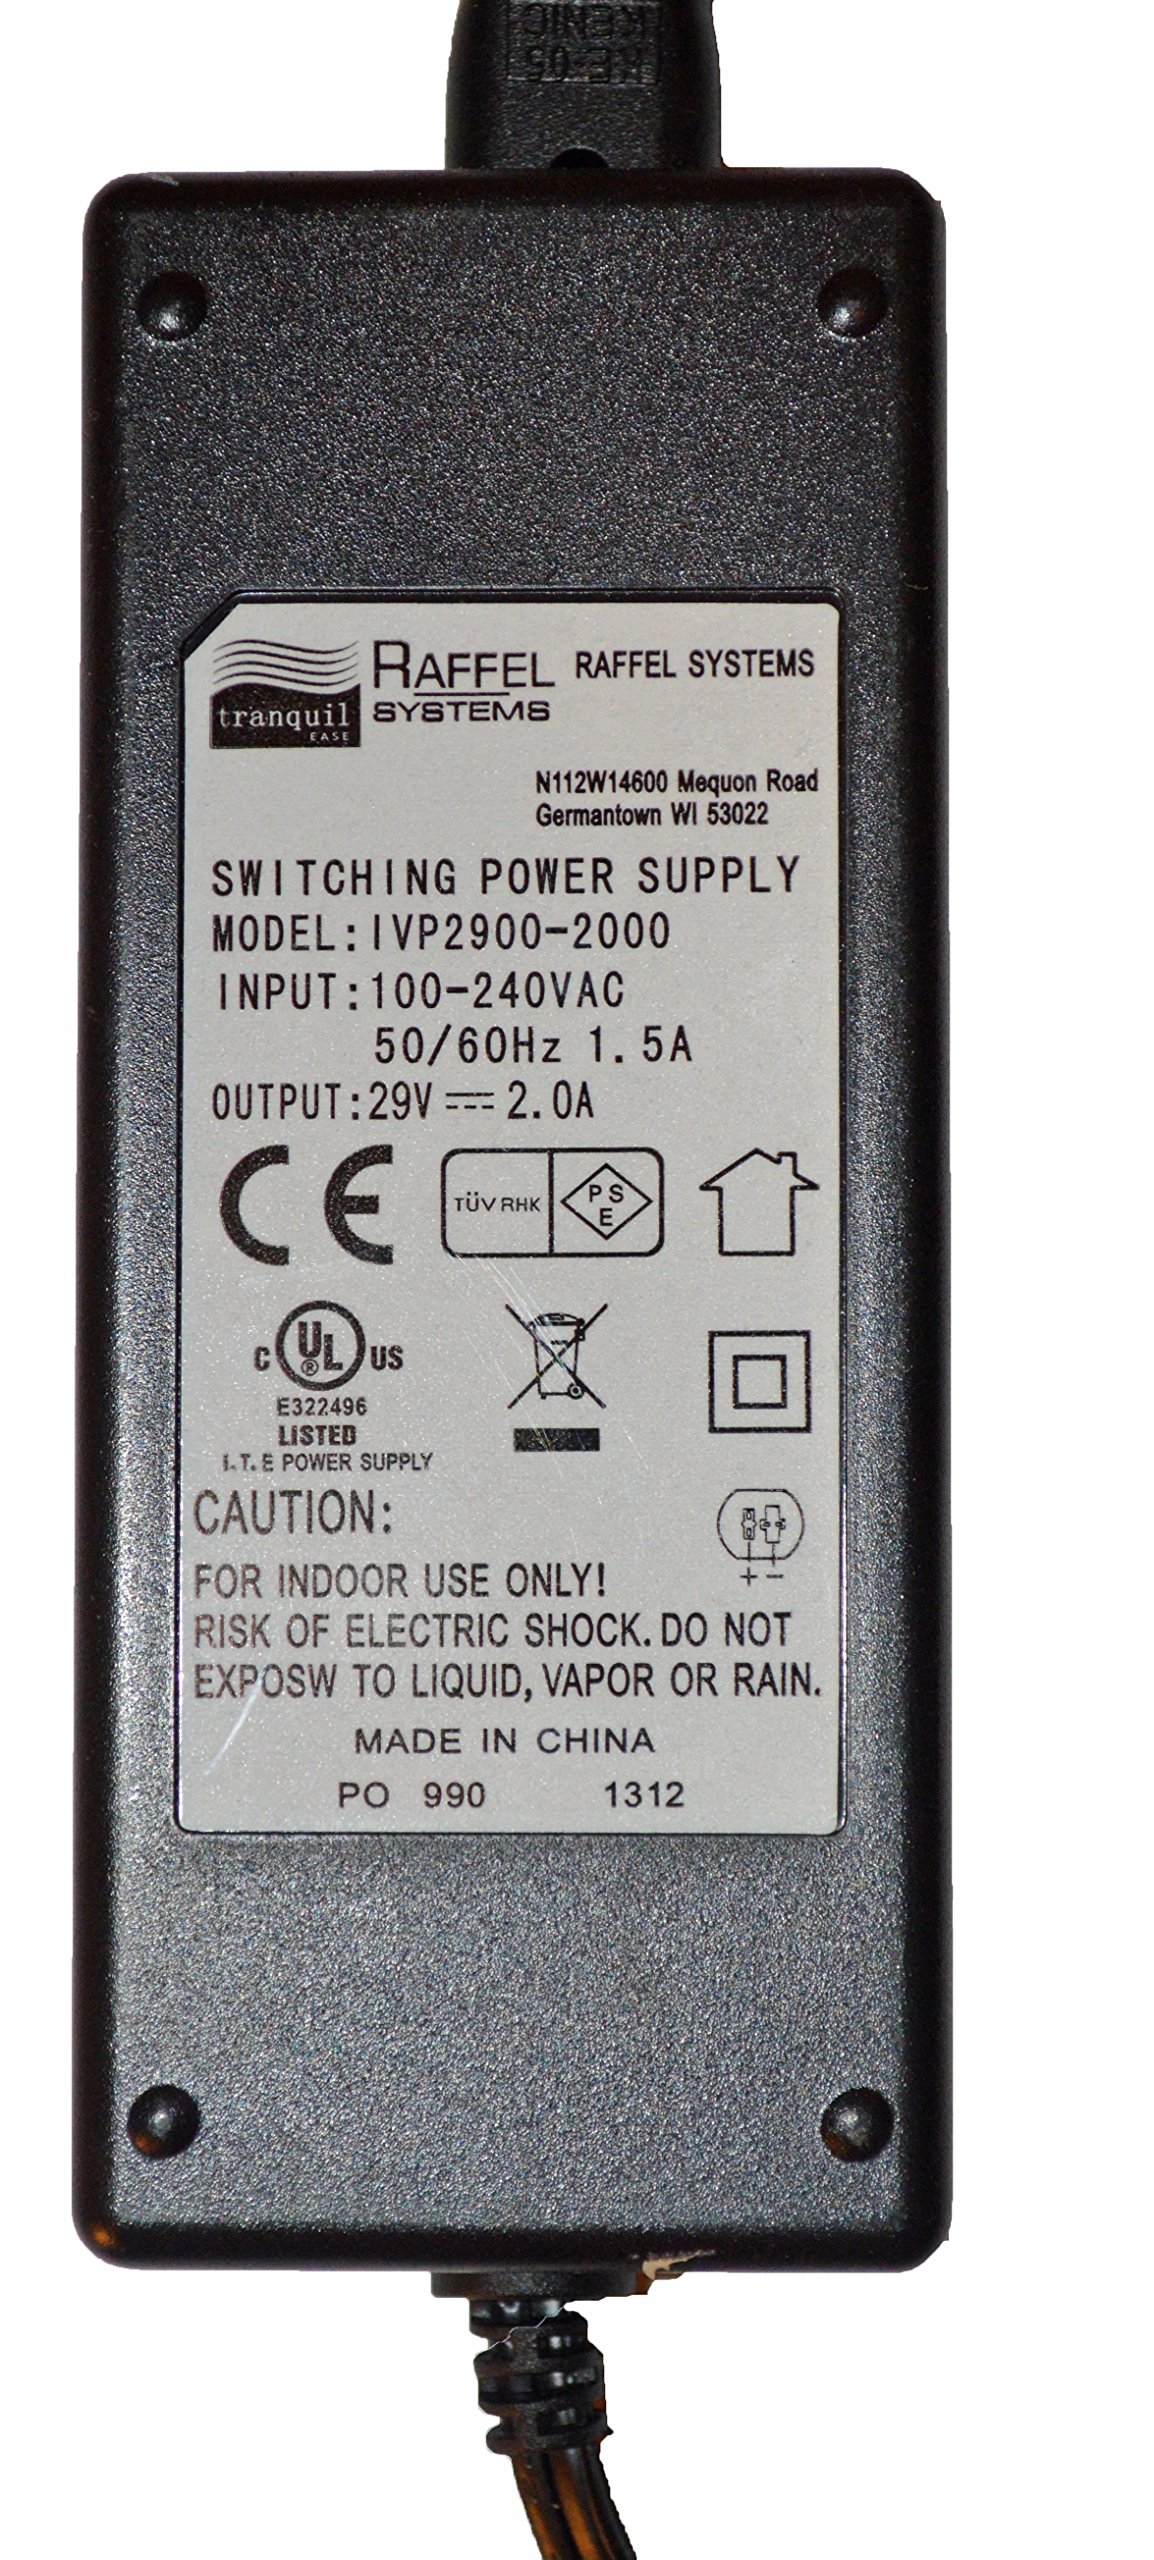 KENIC
KE-05
tranquil
EASE
RAFFEL
SYSTEMS
RAFFEL SYSTEMS
N112W14600 Mequon Road
Germantown WI 53022
SWITCHING POWER SUPPLY
MODEL:IVP2900-2000
INPUT:100-240VAC
50/60Hz 1.5A
OUTPUT:29V⎓2.0A
CE
TÜV RHK
PS
E
C UL® US
E322496
LISTED
I.T.E POWER SUPPLY
CAUTION:
+ −
FOR INDOOR USE ONLY!
RISK OF ELECTRIC SHOCK. DO NOT
EXPOSW TO LIQUID, VAPOR OR RAIN.
MADE IN CHINA
PO 990 1312